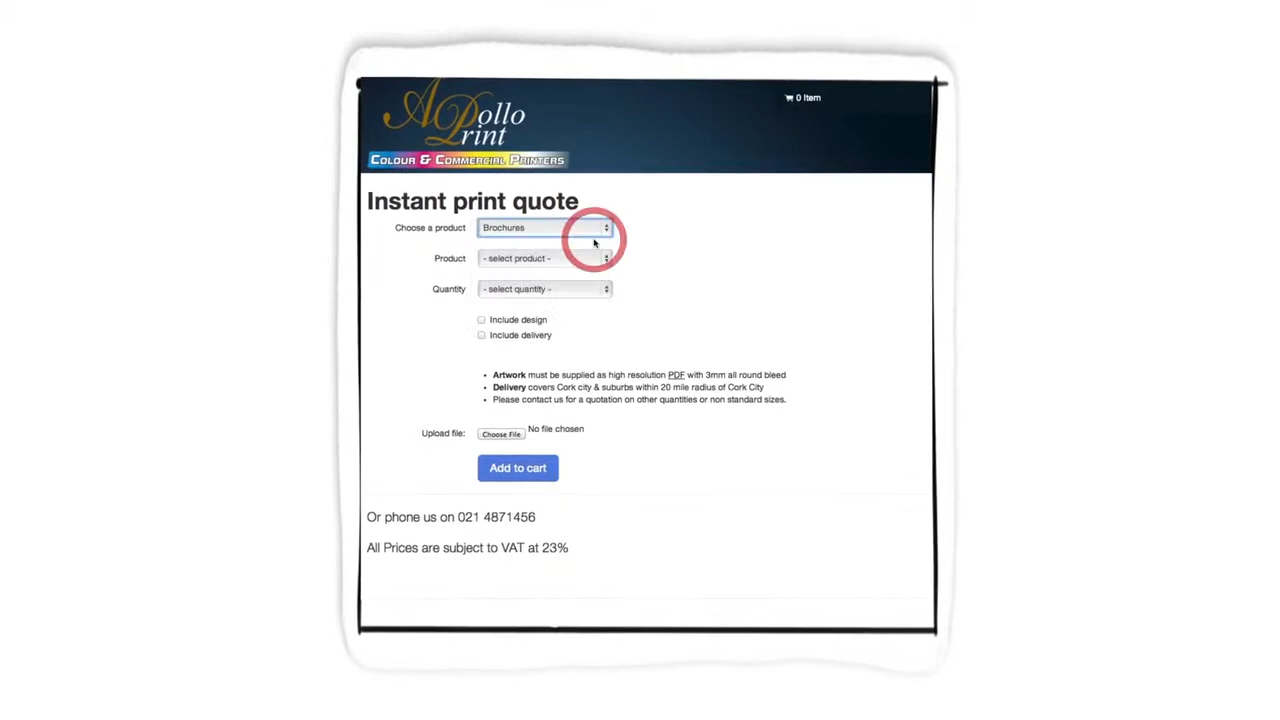 Apollo
Print
COLOUR & COMMERCIAL PRINTERS
0 Item
Instant print quote
Choose a product Brochures
Product - select product -
Quantity - select quantity -
Include design
Include delivery
• Artwork must be supplied as high resolution PDF with 3mm all round bleed
• Delivery covers Cork city & suburbs within 20 mile radius of Cork City
• Please contact us for a quotation on other quantities or non standard sizes.
Upload file: Choose File No file chosen
Add to cart
Or phone us on 021 4871456
All Prices are subject to VAT at 23%